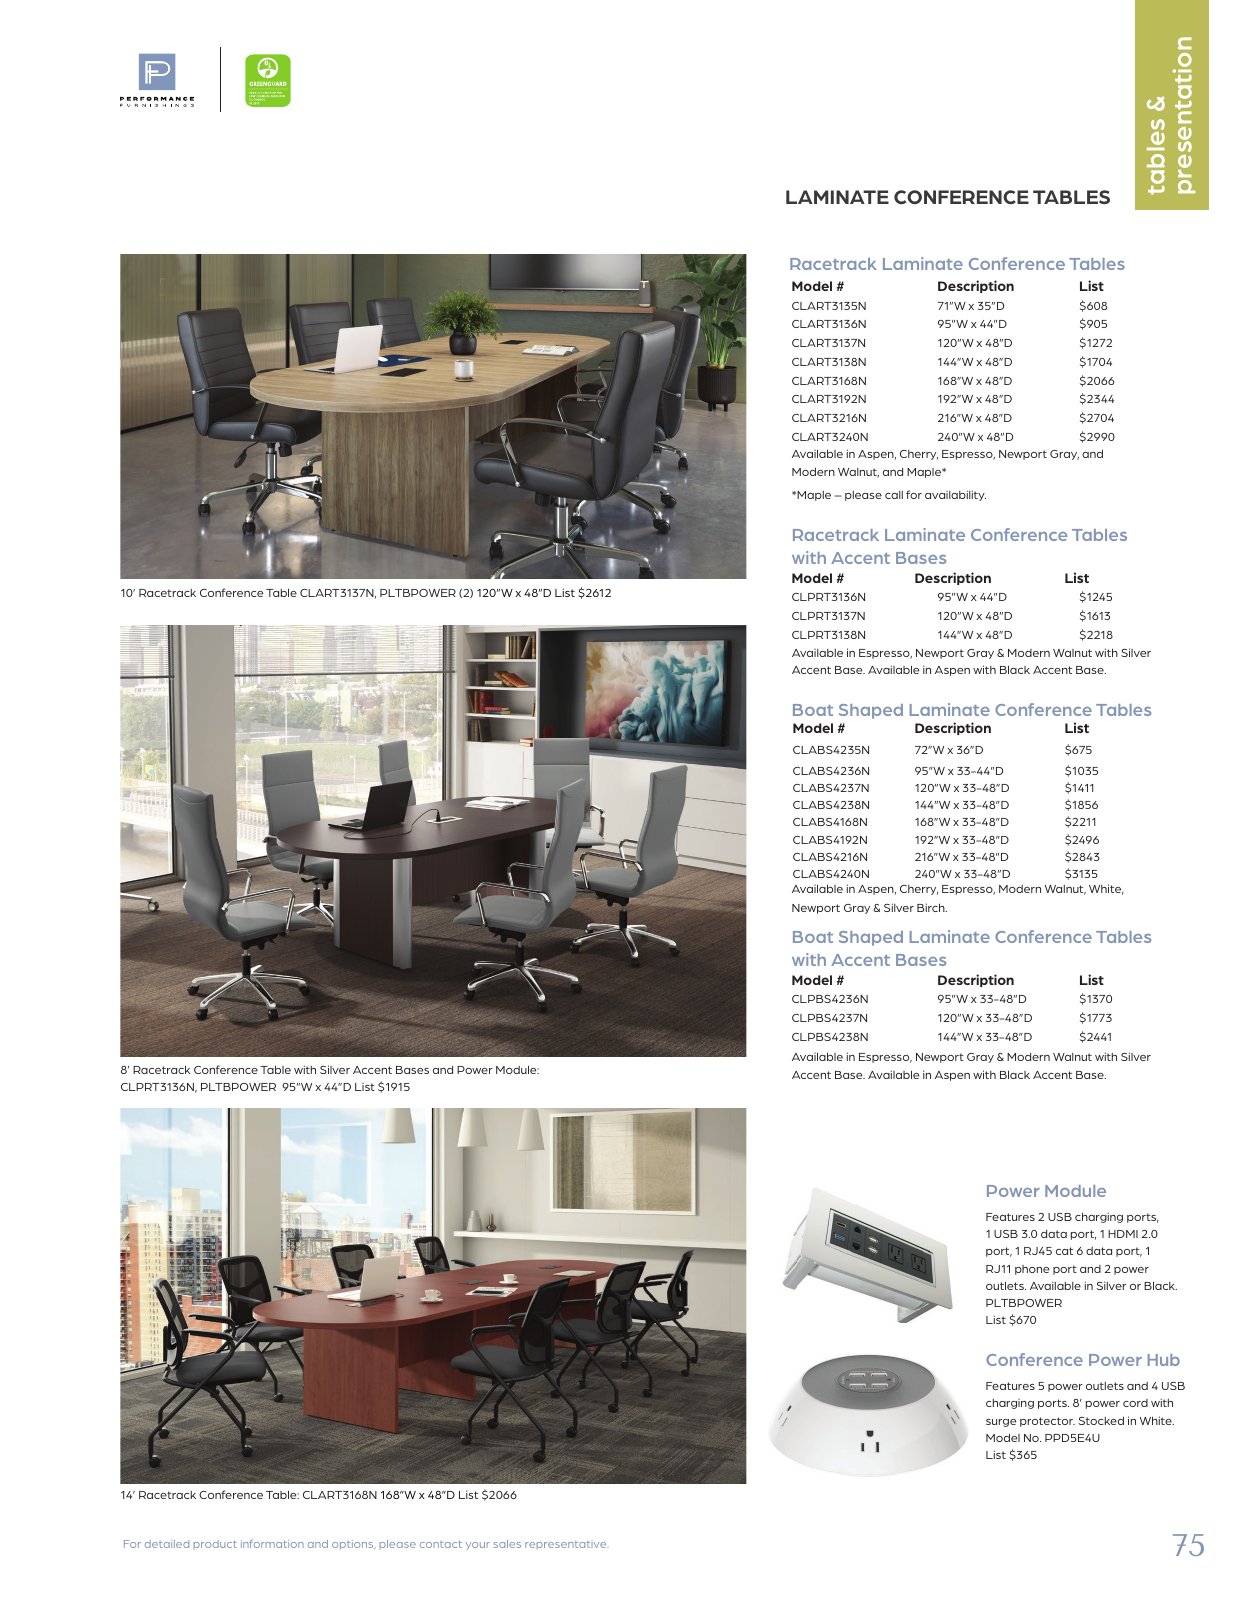 PERFORMANCE
FURNISHINGS
GREENGUARD
tables &
presentation
LAMINATE CONFERENCE TABLES
10’ Racetrack Conference Table CLART3137N, PLTBPOWER (2) 120”W x 48”D List $2612
8’ Racetrack Conference Table with Silver Accent Bases and Power Module:
CLPRT3136N, PLTBPOWER 95”W x 44”D List $1915
14’ Racetrack Conference Table: CLART3168N 168”W x 48”D List $2066
Racetrack Laminate Conference Tables
Model # Description List
CLART3135N 71”W x 35”D $608
CLART3136N 95”W x 44”D $905
CLART3137N 120”W x 48”D $1272
CLART3138N 144”W x 48”D $1704
CLART3168N 168”W x 48”D $2066
CLART3192N 192”W x 48”D $2344
CLART3216N 216”W x 48”D $2704
CLART3240N 240”W x 48”D $2990
Available in Aspen, Cherry, Espresso, Newport Gray, and
Modern Walnut, and Maple*
*Maple – please call for availability.
Racetrack Laminate Conference Tables
with Accent Bases
Model # Description List
CLPRT3136N 95”W x 44”D $1245
CLPRT3137N 120”W x 48”D $1613
CLPRT3138N 144”W x 48”D $2218
Available in Espresso, Newport Gray & Modern Walnut with Silver
Accent Base. Available in Aspen with Black Accent Base.
Boat Shaped Laminate Conference Tables
Model # Description List
CLABS4235N 72”W x 36”D $675
CLABS4236N 95”W x 33-44”D $1035
CLABS4237N 120”W x 33-48”D $1411
CLABS4238N 144”W x 33-48”D $1856
CLABS4168N 168”W x 33-48”D $2211
CLABS4192N 192”W x 33-48”D $2496
CLABS4216N 216”W x 33-48”D $2843
CLABS4240N 240”W x 33-48”D $3135
Available in Aspen, Cherry, Espresso, Modern Walnut, White,
Newport Gray & Silver Birch.
Boat Shaped Laminate Conference Tables
with Accent Bases
Model # Description List
CLPBS4236N 95”W x 33-48”D $1370
CLPBS4237N 120”W x 33-48”D $1773
CLPBS4238N 144”W x 33-48”D $2441
Available in Espresso, Newport Gray & Modern Walnut with Silver
Accent Base. Available in Aspen with Black Accent Base.
Power Module
Features 2 USB charging ports,
1 USB 3.0 data port, 1 HDMI 2.0
port, 1 RJ45 cat 6 data port, 1
RJ11 phone port and 2 power
outlets. Available in Silver or Black.
PLTBPOWER
List $670
Conference Power Hub
Features 5 power outlets and 4 USB
charging ports. 8’ power cord with
surge protector. Stocked in White.
Model No. PPD5E4U
List $365
For detailed product information and options, please contact your sales representative.
75